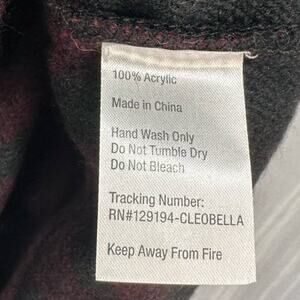 100% Acrylic
Made in China
Hand Wash Only
Do Not Tumble Dry
Do Not Bleach
Tracking Number:
RN#129194-CLEOBELLA
Keep Away From Fire